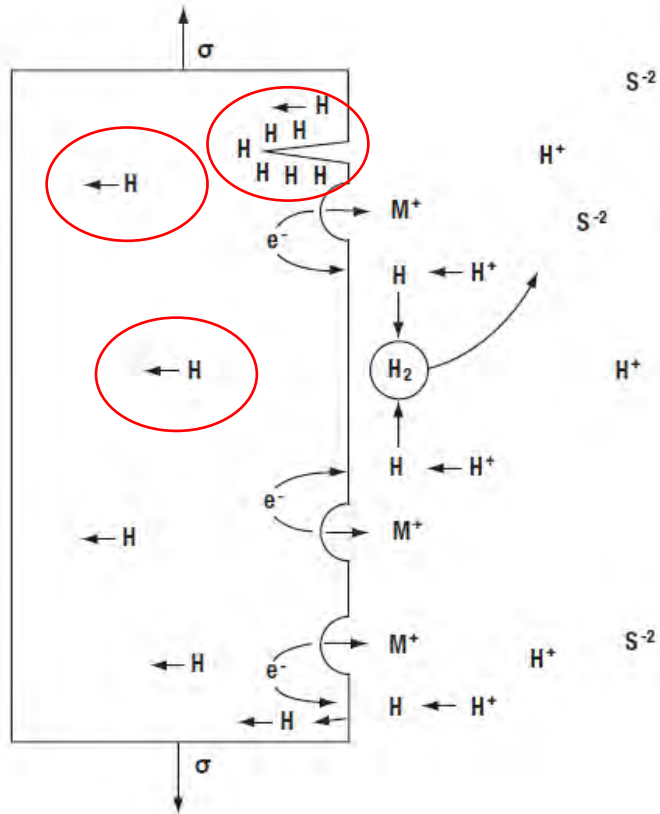 σ
S⁻²
← H
H H
H
H H H
H⁺
← H
M⁺
S⁻²
e⁻
H ← H⁺
H₂
← H
H⁺
H ← H⁺
e⁻
M⁺
← H
M⁺
S⁻²
H⁺
← H
e⁻
H ← H⁺
← H ←
σ